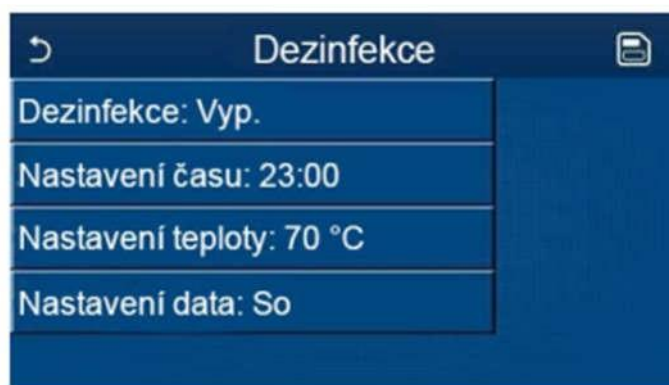 Dezinfekce
Dezinfekce: Vyp.
Nastavení času: 23:00
Nastavení teploty: 70 °C
Nastavení data: So